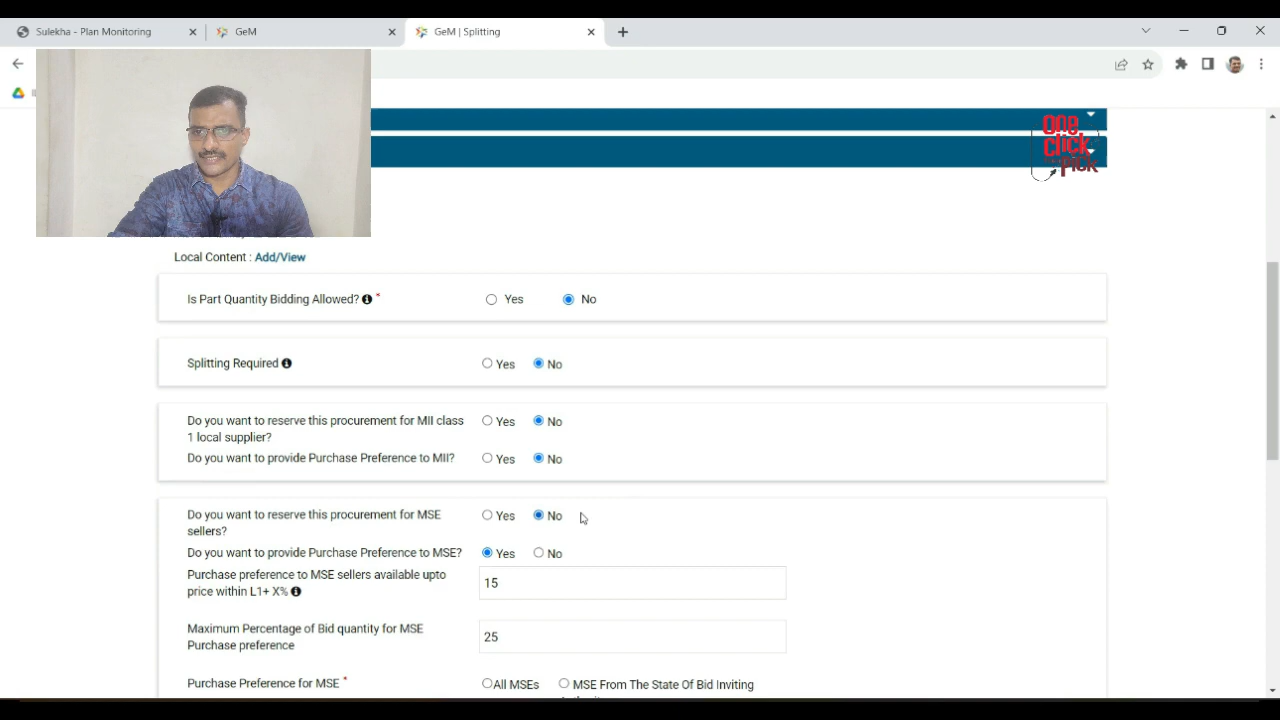 Sulekha - Plan Monitoring
GeM
GeM | Splitting
one
click
Pick
Local Content : Add/View
Is Part Quantity Bidding Allowed? * Yes No
Splitting Required Yes No
Do you want to reserve this procurement for MII class Yes No
1 local supplier?
Do you want to provide Purchase Preference to MII? Yes No
Do you want to reserve this procurement for MSE Yes No
sellers?
Do you want to provide Purchase Preference to MSE? Yes No
Purchase preference to MSE sellers available upto
price within L1+ X% 15
Maximum Percentage of Bid quantity for MSE
Purchase preference 25
Purchase Preference for MSE * All MSEs MSE From The State Of Bid Inviting